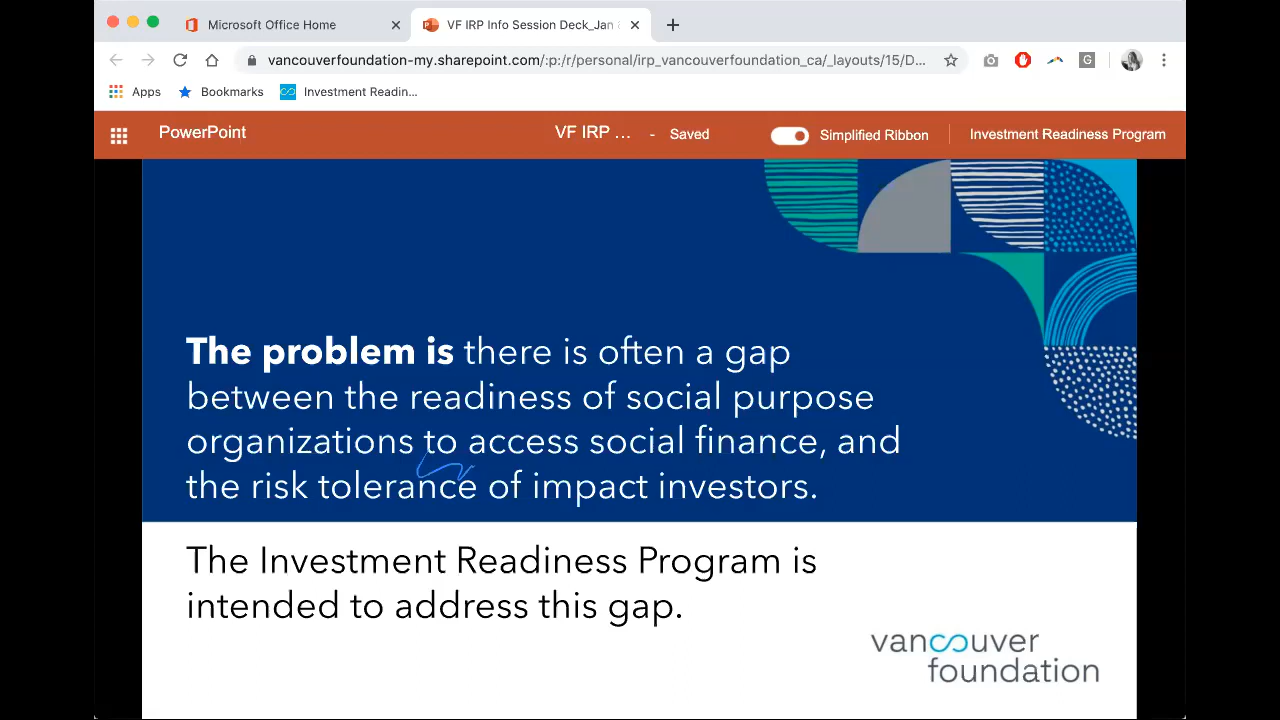 Microsoft Office Home
VF IRP Info Session Deck_Jan
vancouverfoundation-my.sharepoint.com/:p:/r/personal/irp_vancouverfoundation_ca/_layouts/15/D...
Apps
Bookmarks
Investment Readin...
PowerPoint
VF IRP ... - Saved
Simplified Ribbon
Investment Readiness Program
The problem is there is often a gap
between the readiness of social purpose
organizations to access social finance, and
the risk tolerance of impact investors.
The Investment Readiness Program is
intended to address this gap.
vancouver
foundation